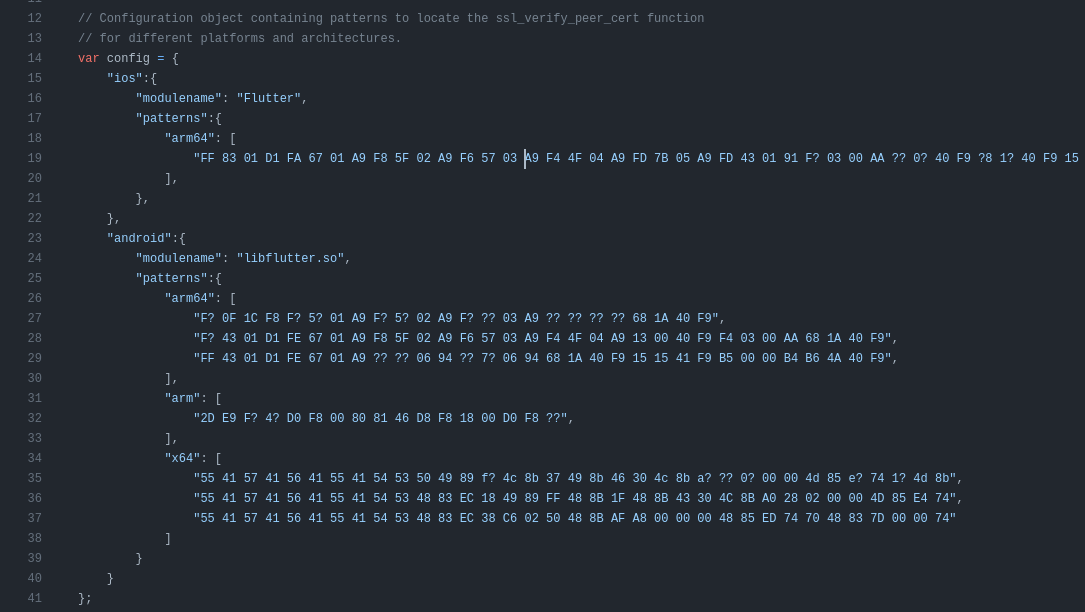 11
12 // Configuration object containing patterns to locate the ssl_verify_peer_cert function
13 // for different platforms and architectures.
14 var config = {
15 "ios":{
16 "modulename": "Flutter",
17 "patterns":{
18 "arm64": [
19 "FF 83 01 D1 FA 67 01 A9 F8 5F 02 A9 F6 57 03 A9 F4 4F 04 A9 FD 7B 05 A9 FD 43 01 91 F? 03 00 AA ?? 0? 40 F9 ?8 1? 40 F9 15
20 ],
21 },
22 },
23 "android":{
24 "modulename": "libflutter.so",
25 "patterns":{
26 "arm64": [
27 "F? 0F 1C F8 F? 5? 01 A9 F? 5? 02 A9 F? ?? 03 A9 ?? ?? ?? ?? 68 1A 40 F9",
28 "F? 43 01 D1 FE 67 01 A9 F8 5F 02 A9 F6 57 03 A9 F4 4F 04 A9 13 00 40 F9 F4 03 00 AA 68 1A 40 F9",
29 "FF 43 01 D1 FE 67 01 A9 ?? ?? 06 94 ?? 7? 06 94 68 1A 40 F9 15 15 41 F9 B5 00 00 B4 B6 4A 40 F9",
30 ],
31 "arm": [
32 "2D E9 F? 4? D0 F8 00 80 81 46 D8 F8 18 00 D0 F8 ??",
33 ],
34 "x64": [
35 "55 41 57 41 56 41 55 41 54 53 50 49 89 f? 4c 8b 37 49 8b 46 30 4c 8b a? ?? 0? 00 00 4d 85 e? 74 1? 4d 8b",
36 "55 41 57 41 56 41 55 41 54 53 48 83 EC 18 49 89 FF 48 8B 1F 48 8B 43 30 4C 8B A0 28 02 00 00 4D 85 E4 74",
37 "55 41 57 41 56 41 55 41 54 53 48 83 EC 38 C6 02 50 48 8B AF A8 00 00 00 48 85 ED 74 70 48 83 7D 00 00 74"
38 ]
39 }
40 }
41 };